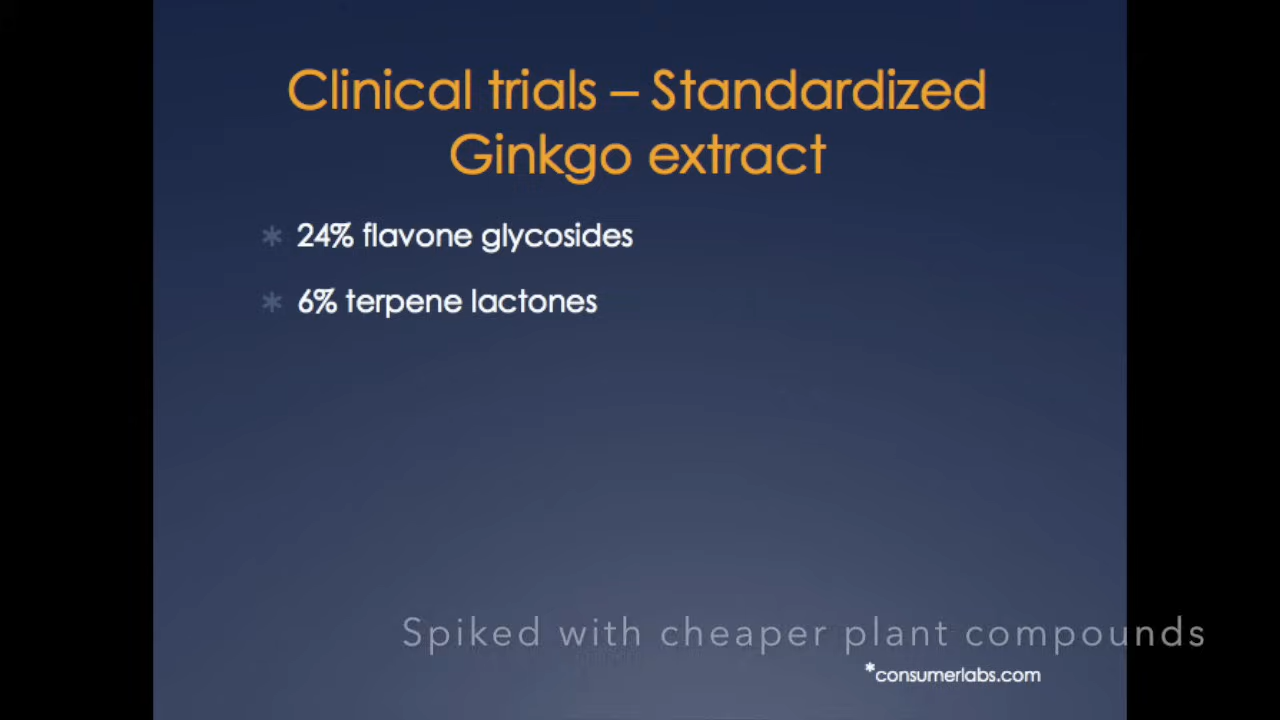 Clinical trials – Standardized
Ginkgo extract
* 24% flavone glycosides
* 6% terpene lactones
Spiked with cheaper plant compounds
*consumerlabs.com